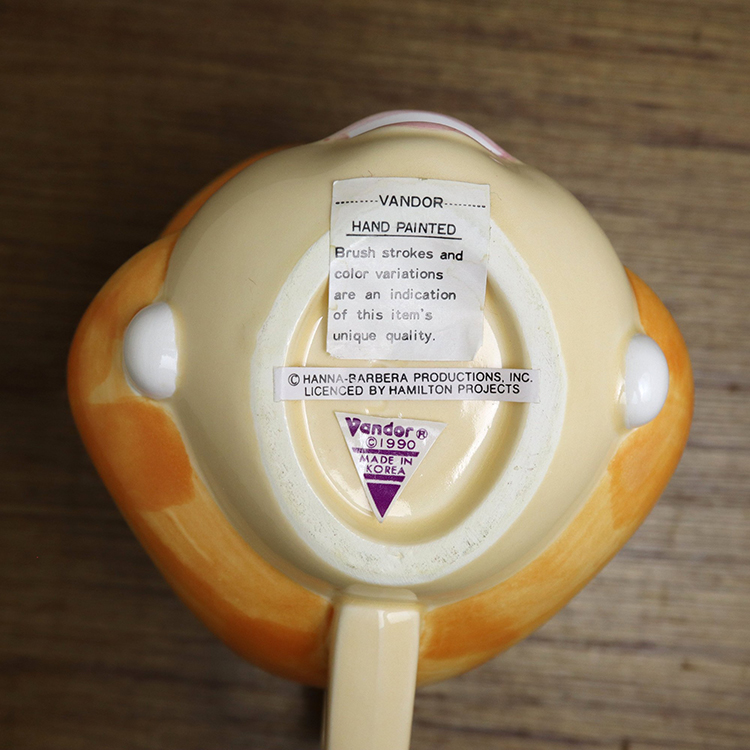 --------VANDOR--------
HAND PAINTED
Brush strokes and
color variations
are an indication
of this item's
unique quality.
© HANNA-BARBERA PRODUCTIONS, INC.
LICENCED BY HAMILTON PROJECTS
Vandor®
©1990
MADE IN
KOREA